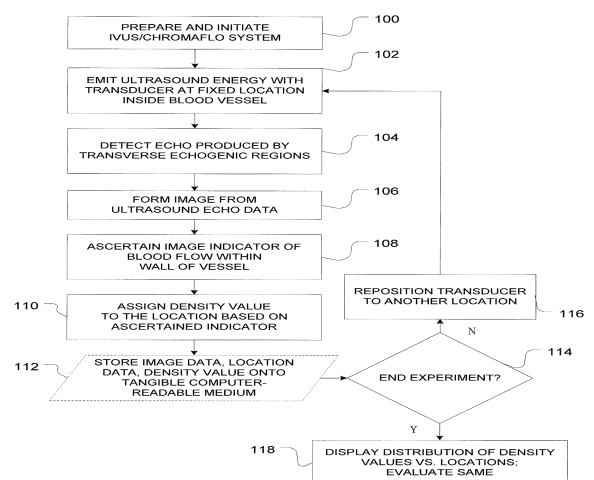 PREPARE AND INITIATE
IVUS/CHROMAFLO SYSTEM
100
102
EMIT ULTRASOUND ENERGY WITH
TRANSDUCER AT FIXED LOCATION
INSIDE BLOOD VESSEL
DETECT ECHO PRODUCED BY
TRANSVERSE ECHOGENIC REGIONS
104
FORM IMAGE FROM
ULTRASOUND ECHO DATA
106
ASCERTAIN IMAGE INDICATOR OF
BLOOD FLOW WITHIN
WALL OF VESSEL
108
110
ASSIGN DENSITY VALUE
TO THE LOCATION BASED ON
ASCERTAINED INDICATOR
REPOSITION TRANSDUCER
TO ANOTHER LOCATION
116
N
112
STORE IMAGE DATA, LOCATION
DATA, DENSITY VALUE ONTO
TANGIBLE COMPUTER-
READABLE MEDIUM
END EXPERIMENT?
114
Y
118
DISPLAY DISTRIBUTION OF DENSITY
VALUES VS. LOCATIONS;
EVALUATE SAME